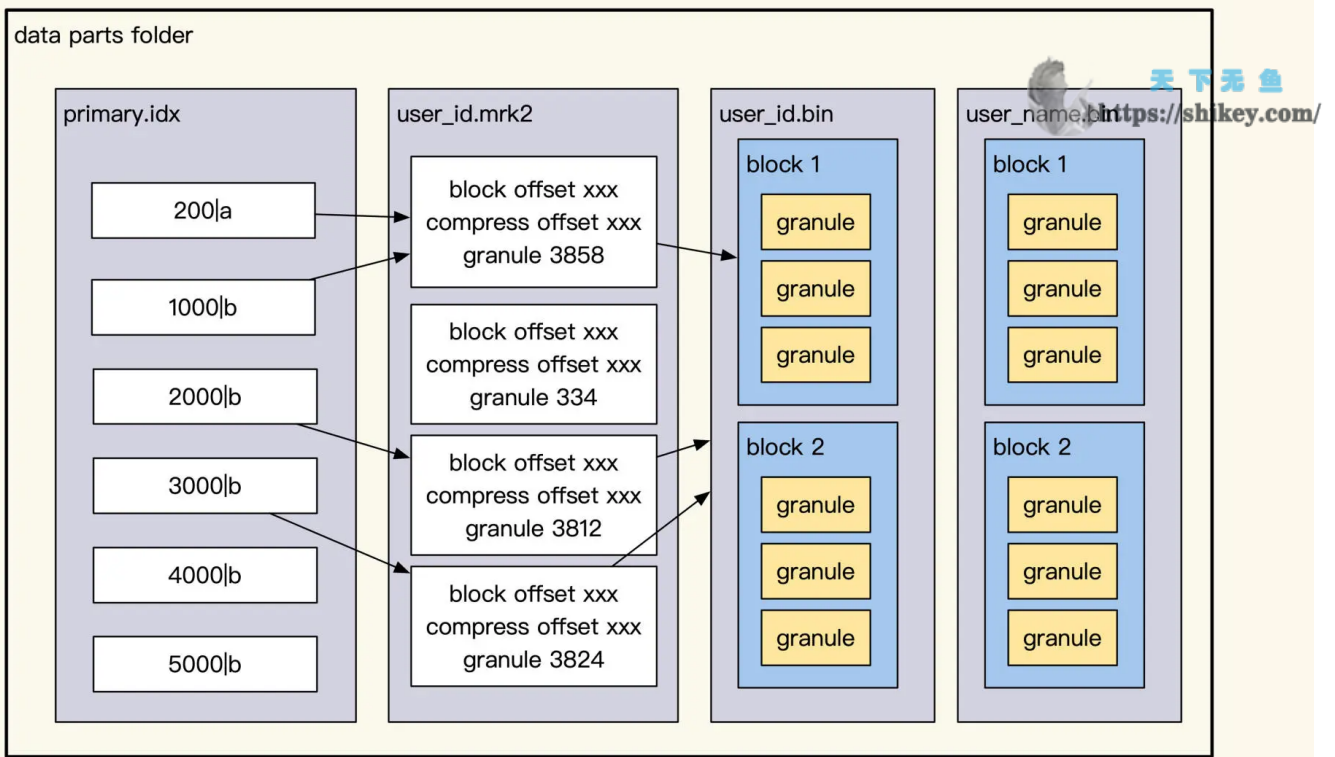 data parts folder
天下无鱼
https://shikey.com/
primary.idx
200|a
1000|b
2000|b
3000|b
4000|b
5000|b
user_id.mrk2
block offset xxx
compress offset xxx
granule 3858
block offset xxx
compress offset xxx
granule 334
block offset xxx
compress offset xxx
granule 3812
block offset xxx
compress offset xxx
granule 3824
user_id.bin
block 1
granule
granule
granule
block 2
granule
granule
granule
user_name.bin
block 1
granule
granule
granule
block 2
granule
granule
granule